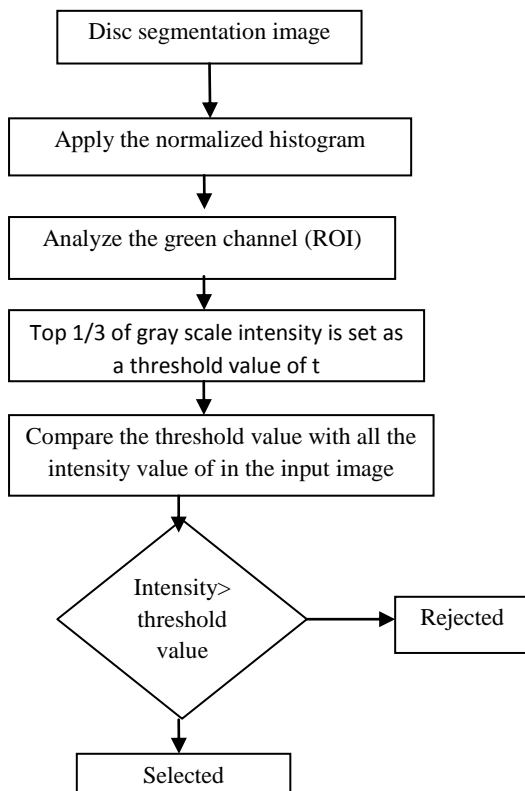 Disc segmentation image
Apply the normalized histogram
Analyze the green channel (ROI)
Top 1/3 of gray scale intensity is set as
a threshold value of t
Compare the threshold value with all the
intensity value of in the input image
Intensity>
threshold
value
Rejected
Selected